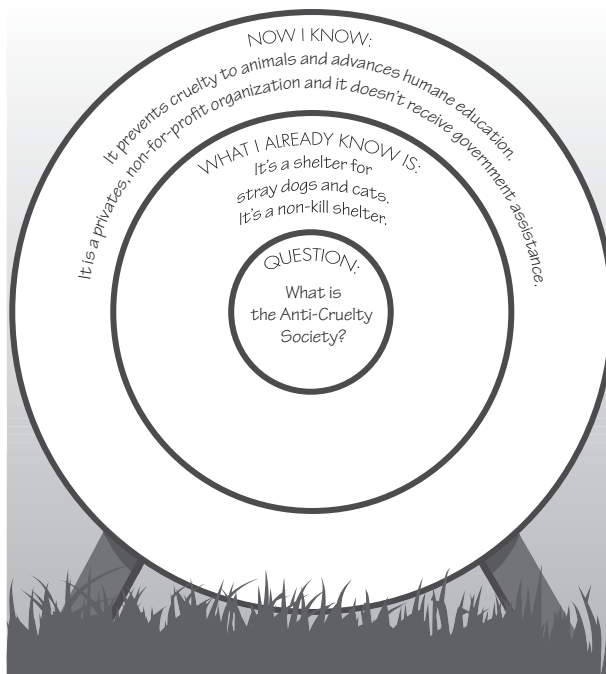 NOW I KNOW:
It prevents cruelty to animals and advances humane education.
It is a privates, non-for-profit organization and it doesn't receive government assistance.
WHAT I ALREADY KNOW IS:
It's a shelter for
stray dogs and cats.
It's a non-kill shelter.
QUESTION:
What is
the Anti-Cruelty
Society?